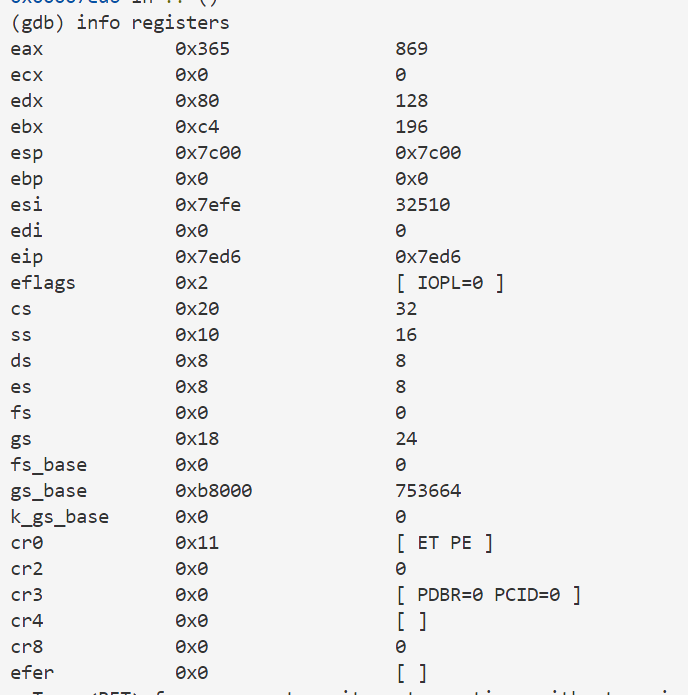 (gdb) info registers
eax 0x365 869
ecx 0x0 0
edx 0x80 128
ebx 0xc4 196
esp 0x7c00 0x7c00
ebp 0x0 0x0
esi 0x7efe 32510
edi 0x0 0
eip 0x7ed6 0x7ed6
eflags 0x2 [ IOPL=0 ]
cs 0x20 32
ss 0x10 16
ds 0x8 8
es 0x8 8
fs 0x0 0
gs 0x18 24
fs_base 0x0 0
gs_base 0xb8000 753664
k_gs_base 0x0 0
cr0 0x11 [ ET PE ]
cr2 0x0 0
cr3 0x0 [ PDBR=0 PCID=0 ]
cr4 0x0 [ ]
cr8 0x0 0
efer 0x0 [ ]